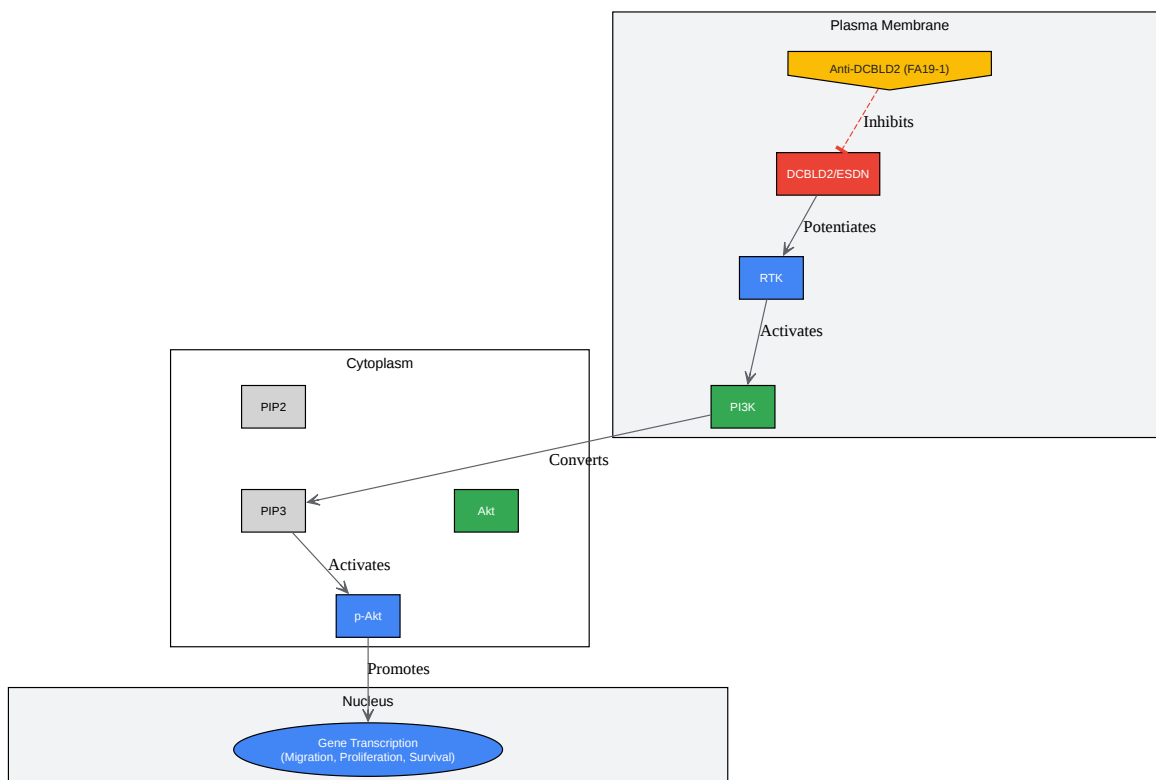 Plasma Membrane
Anti-DCBLD2 (FA19-1)
Inhibits
DCBLD2/ESDN
Potentiates
RTK
Activates
PI3K
Converts
Cytoplasm
PIP2
PIP3
Akt
Activates
p-Akt
Promotes
Nucleus
Gene Transcription
(Migration, Proliferation, Survival)